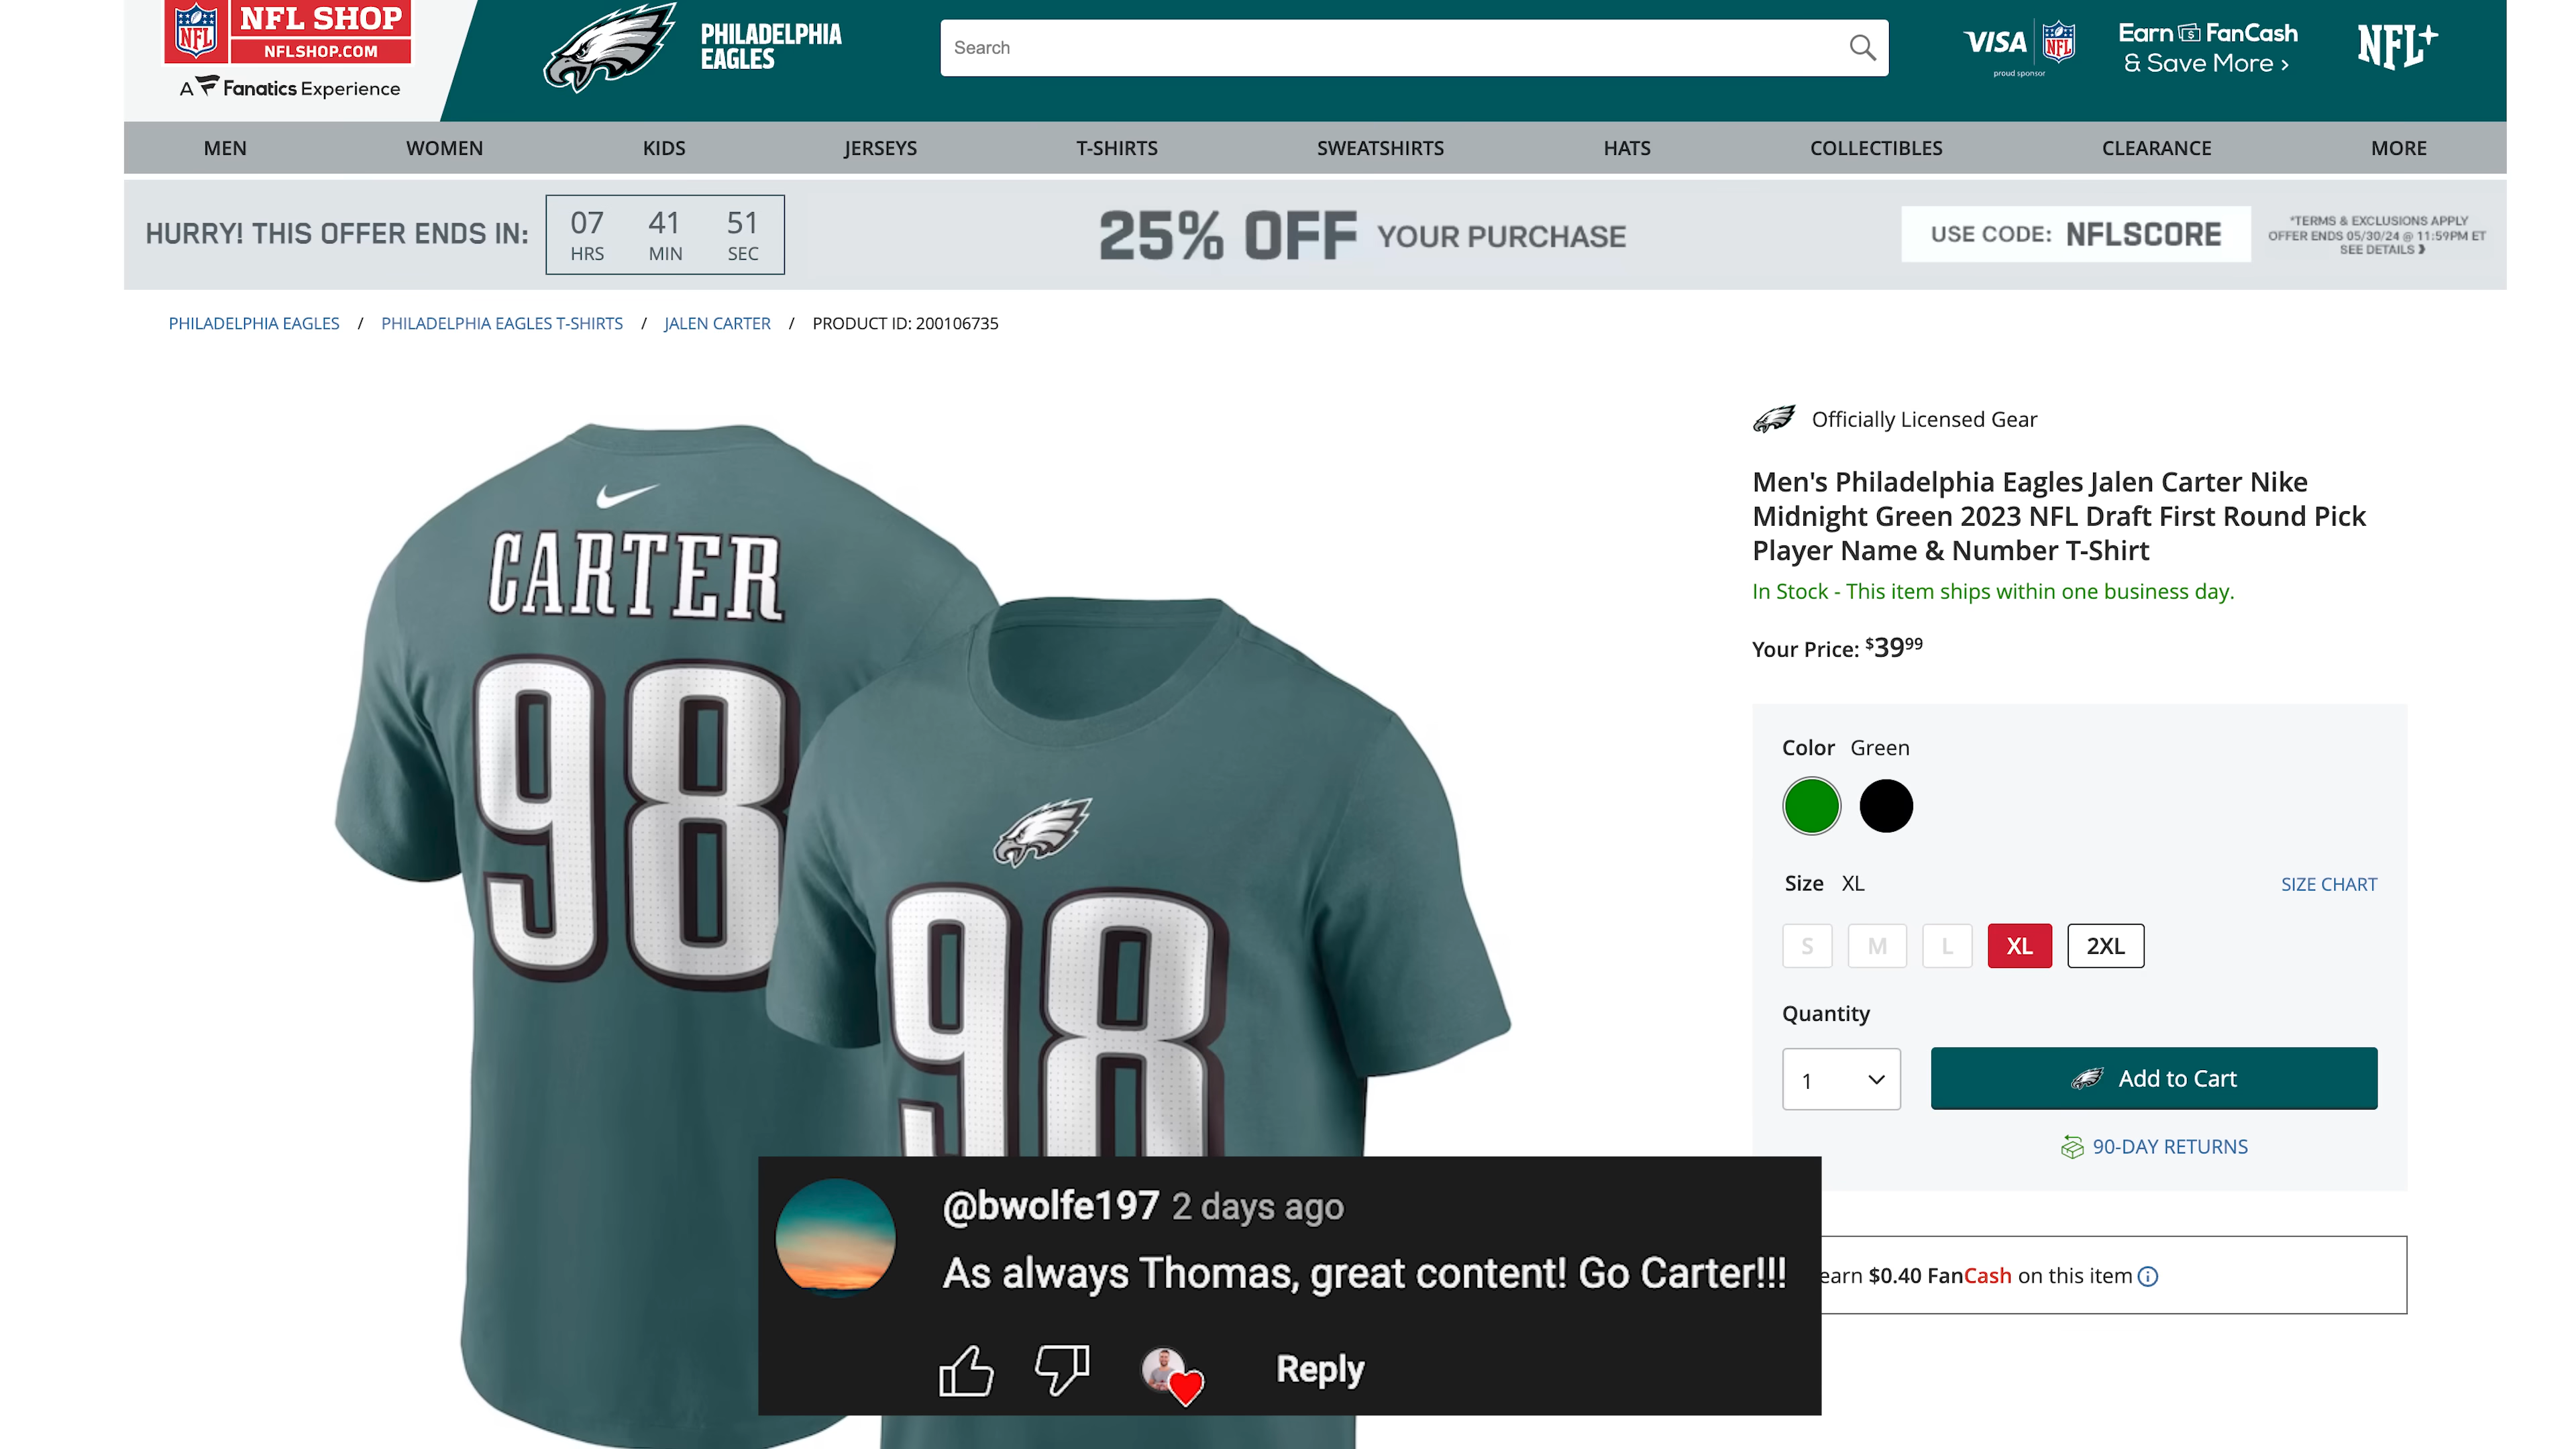 NFL SHOP
NFL
NFLSHOP.COM
A Fanatics Experience
PHILADELPHIA
EAGLES
Search
VISA
NFL
proud sponsor
Earn FanCash
& Save More ›
NFL+
MEN WOMEN KIDS JERSEYS T-SHIRTS SWEATSHIRTS HATS COLLECTIBLES CLEARANCE MORE
HURRY! THIS OFFER ENDS IN:
07 41 51
HRS MIN SEC
25% OFF YOUR PURCHASE
USE CODE: NFLSCORE
*TERMS & EXCLUSIONS APPLY
OFFER ENDS 05/30/24 @ 11:59PM ET
SEE DETAILS ❯
PHILADELPHIA EAGLES / PHILADELPHIA EAGLES T-SHIRTS / JALEN CARTER / PRODUCT ID: 200106735
CARTER
98
98
Officially Licensed Gear
Men's Philadelphia Eagles Jalen Carter Nike
Midnight Green 2023 NFL Draft First Round Pick
Player Name & Number T-Shirt
In Stock - This item ships within one business day.
Your Price: $39.99
Color Green
Size XL SIZE CHART
S M L XL 2XL
Quantity
1
Add to Cart
90-DAY RETURNS
earn $0.40 FanCash on this item
@bwolfe197 2 days ago
As always Thomas, great content! Go Carter!!!
Reply